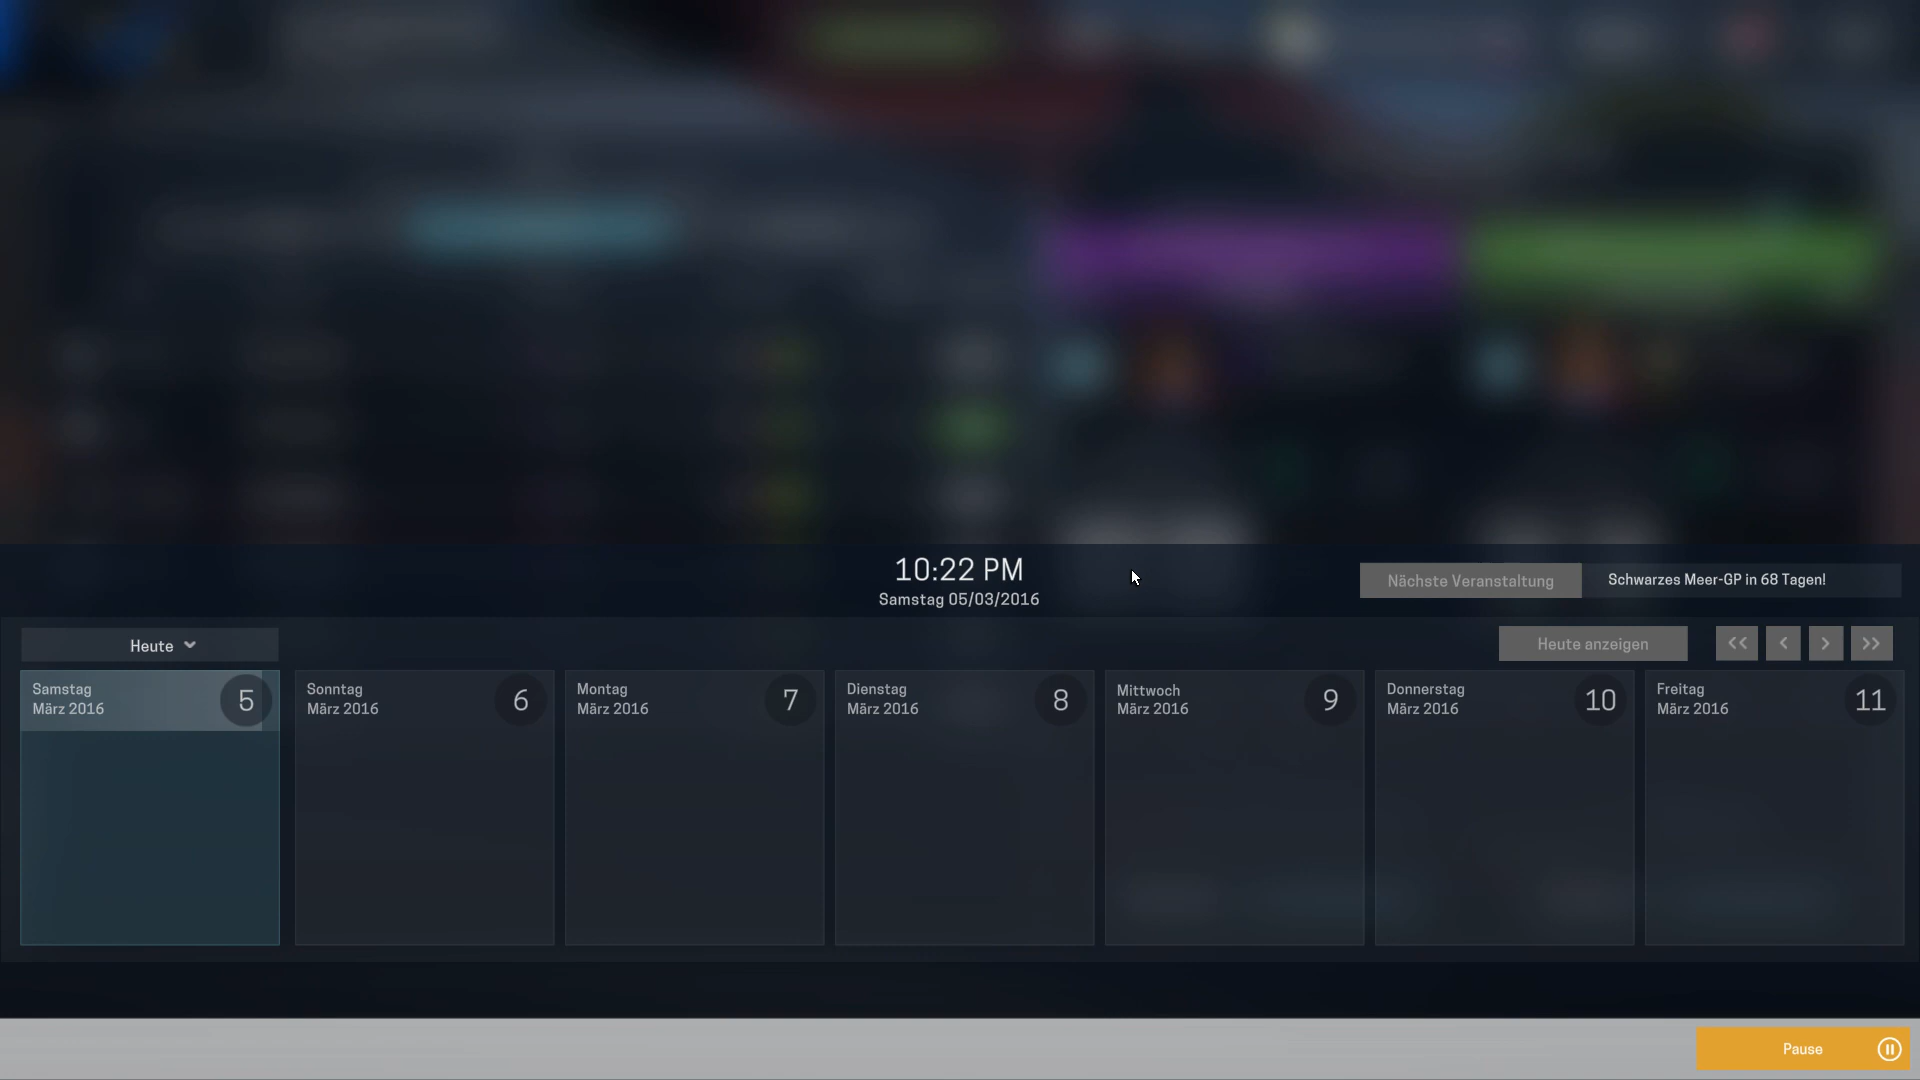 10:22 PM
Samstag 05/03/2016
Nächste Veranstaltung
Schwarzes Meer-GP in 68 Tagen!
Heute
Heute anzeigen
<<
<
>
>>
Samstag
März 2016
5
Sonntag
März 2016
6
Montag
März 2016
7
Dienstag
März 2016
8
Mittwoch
März 2016
9
Donnerstag
März 2016
10
Freitag
März 2016
11
Pause